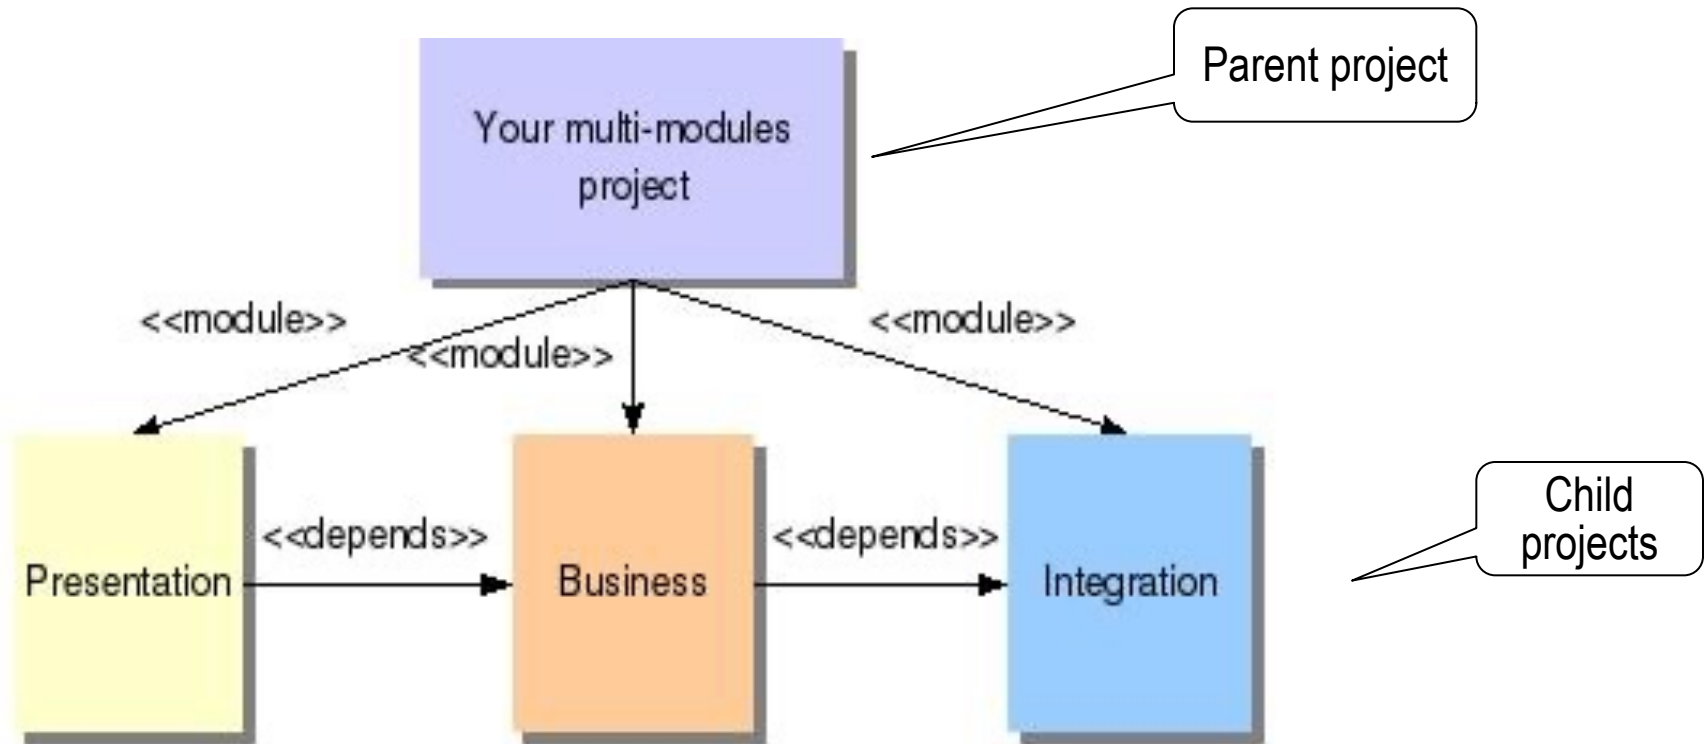 Parent project
Your multi-modules
project
<<module>>
<<module>>
<<module>>
Child
projects
<<depends>>
<<depends>>
Presentation
Business
Integration